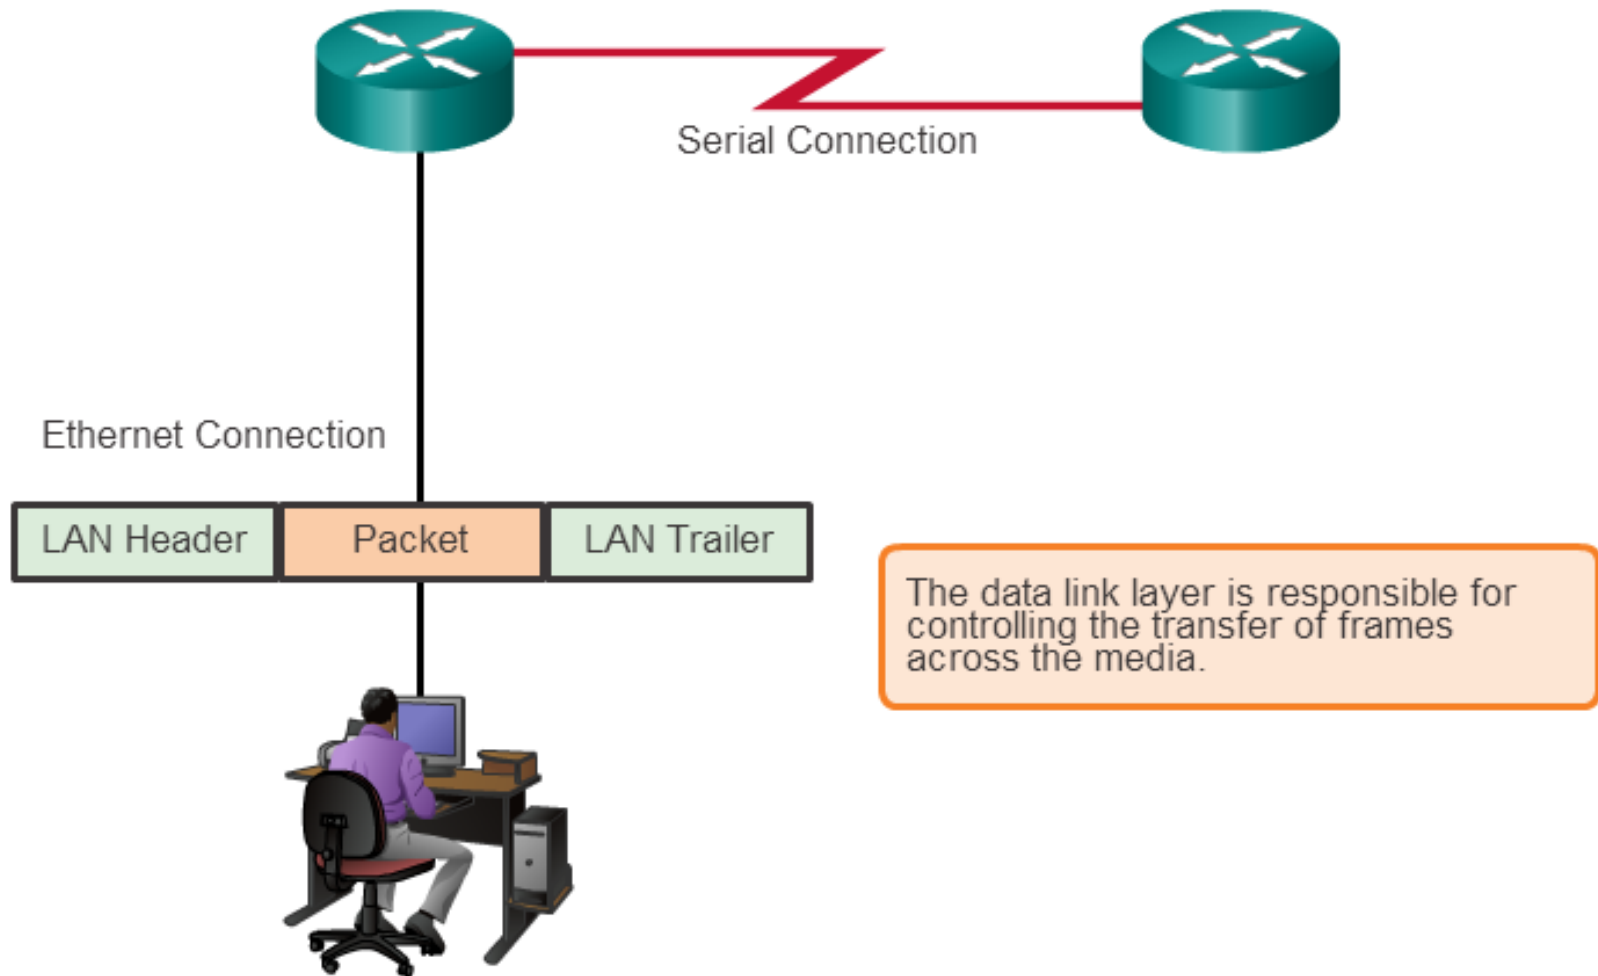 Serial Connection
Ethernet Connection
LAN Header
Packet
LAN Trailer
The data link layer is responsible for
controlling the transfer of frames
across the media.